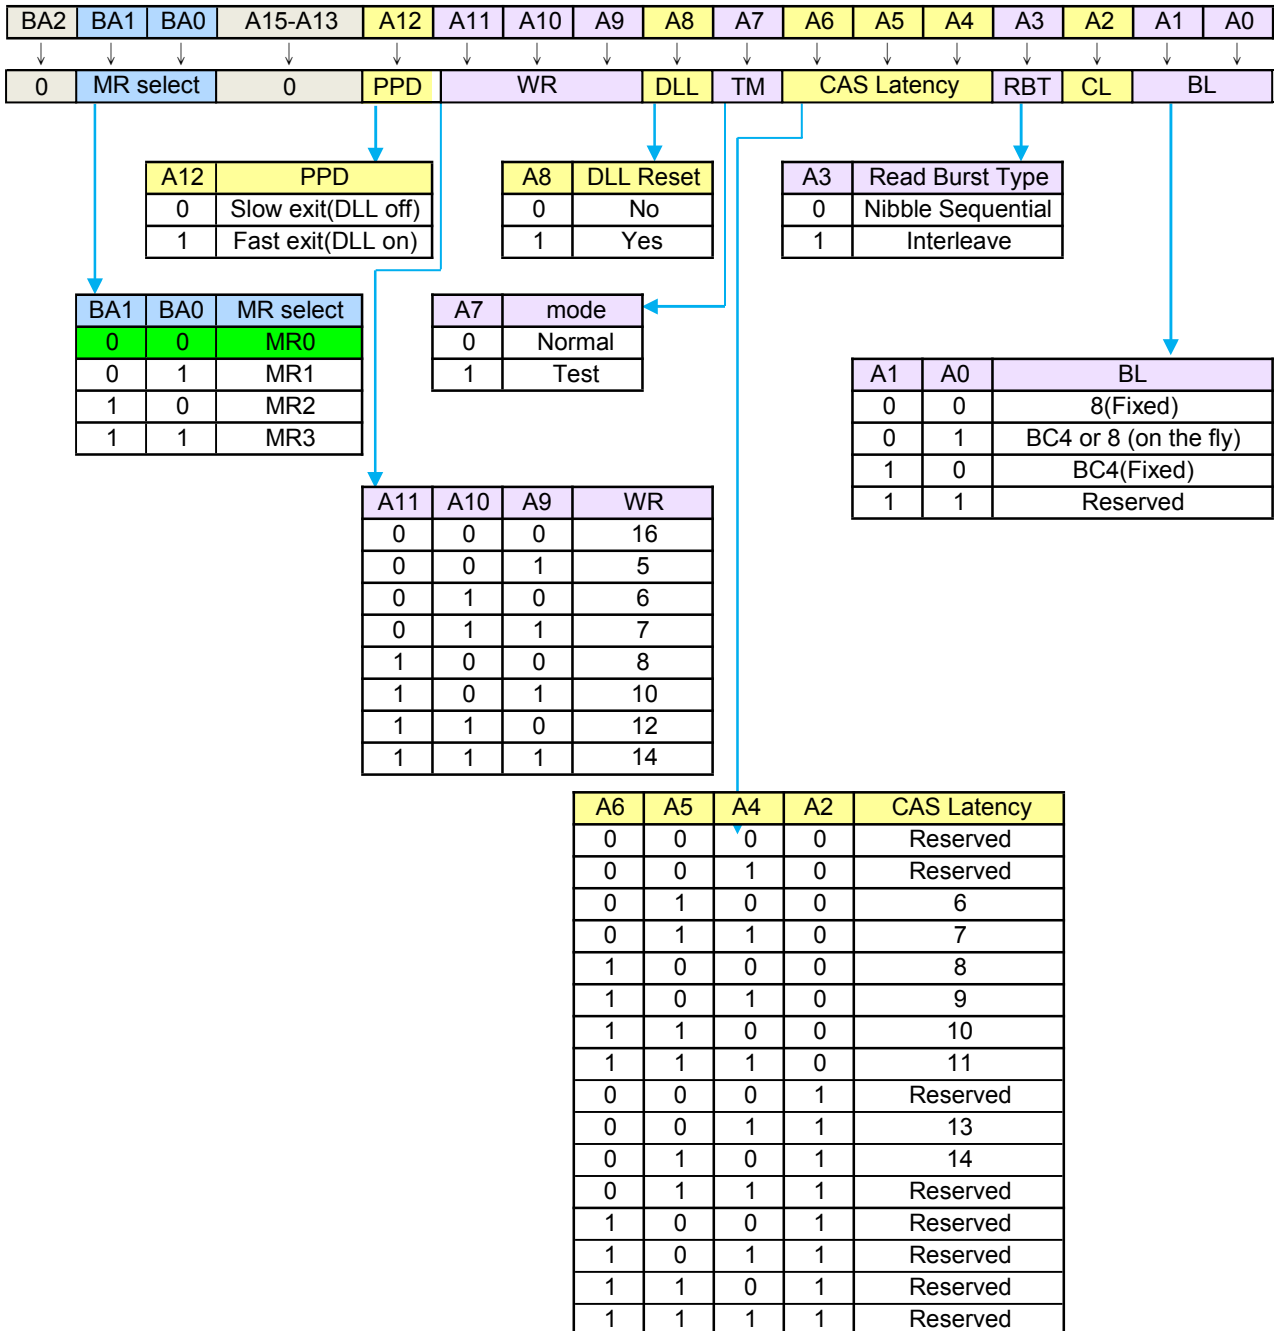 BA2 BA1 BA0 A15-A13 A12 A11 A10 A9 A8 A7 A6 A5 A4 A3 A2 A1 A0
0 MR select 0 PPD WR DLL TM CAS Latency RBT CL BL
A12 PPD
0 Slow exit(DLL off)
1 Fast exit(DLL on)
A8 DLL Reset
0 No
1 Yes
A3 Read Burst Type
0 Nibble Sequential
1 Interleave
BA1 BA0 MR select
0 0 MR0
0 1 MR1
1 0 MR2
1 1 MR3
A7 mode
0 Normal
1 Test
A1 A0 BL
0 0 8(Fixed)
0 1 BC4 or 8 (on the fly)
1 0 BC4(Fixed)
1 1 Reserved
A11 A10 A9 WR
0 0 0 16
0 0 1 5
0 1 0 6
0 1 1 7
1 0 0 8
1 0 1 10
1 1 0 12
1 1 1 14
A6 A5 A4 A2 CAS Latency
0 0 0 0 Reserved
0 0 1 0 Reserved
0 1 0 0 6
0 1 1 0 7
1 0 0 0 8
1 0 1 0 9
1 1 0 0 10
1 1 1 0 11
0 0 0 1 Reserved
0 0 1 1 13
0 1 0 1 14
0 1 1 1 Reserved
1 0 0 1 Reserved
1 0 1 1 Reserved
1 1 0 1 Reserved
1 1 1 1 Reserved